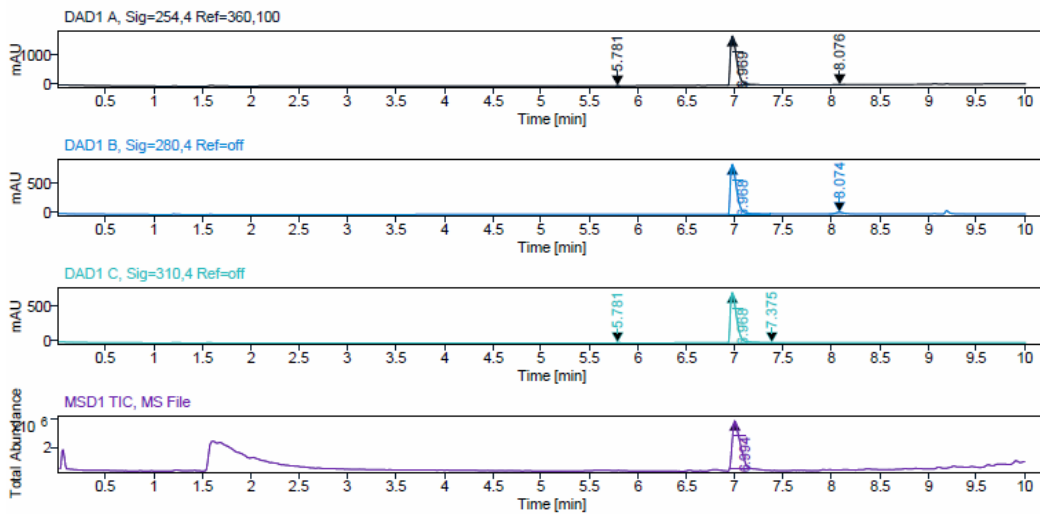 DAD1 A, Sig=254,4 Ref=360,100
mAU
1000
0
5.781
6.969
8.076
0.5 1 1.5 2 2.5 3 3.5 4 4.5 5 5.5 6 6.5 7 7.5 8 8.5 9 9.5 10
Time [min]
DAD1 B, Sig=280,4 Ref=off
mAU
500
0
6.968
8.074
0.5 1 1.5 2 2.5 3 3.5 4 4.5 5 5.5 6 6.5 7 7.5 8 8.5 9 9.5 10
Time [min]
DAD1 C, Sig=310,4 Ref=off
mAU
500
0
5.781
6.968
7.375
0.5 1 1.5 2 2.5 3 3.5 4 4.5 5 5.5 6 6.5 7 7.5 8 8.5 9 9.5 10
Time [min]
MSD1 TIC, MS File
Total Abundance
10 6
2
6.994
0.5 1 1.5 2 2.5 3 3.5 4 4.5 5 5.5 6 6.5 7 7.5 8 8.5 9 9.5 10
Time [min]